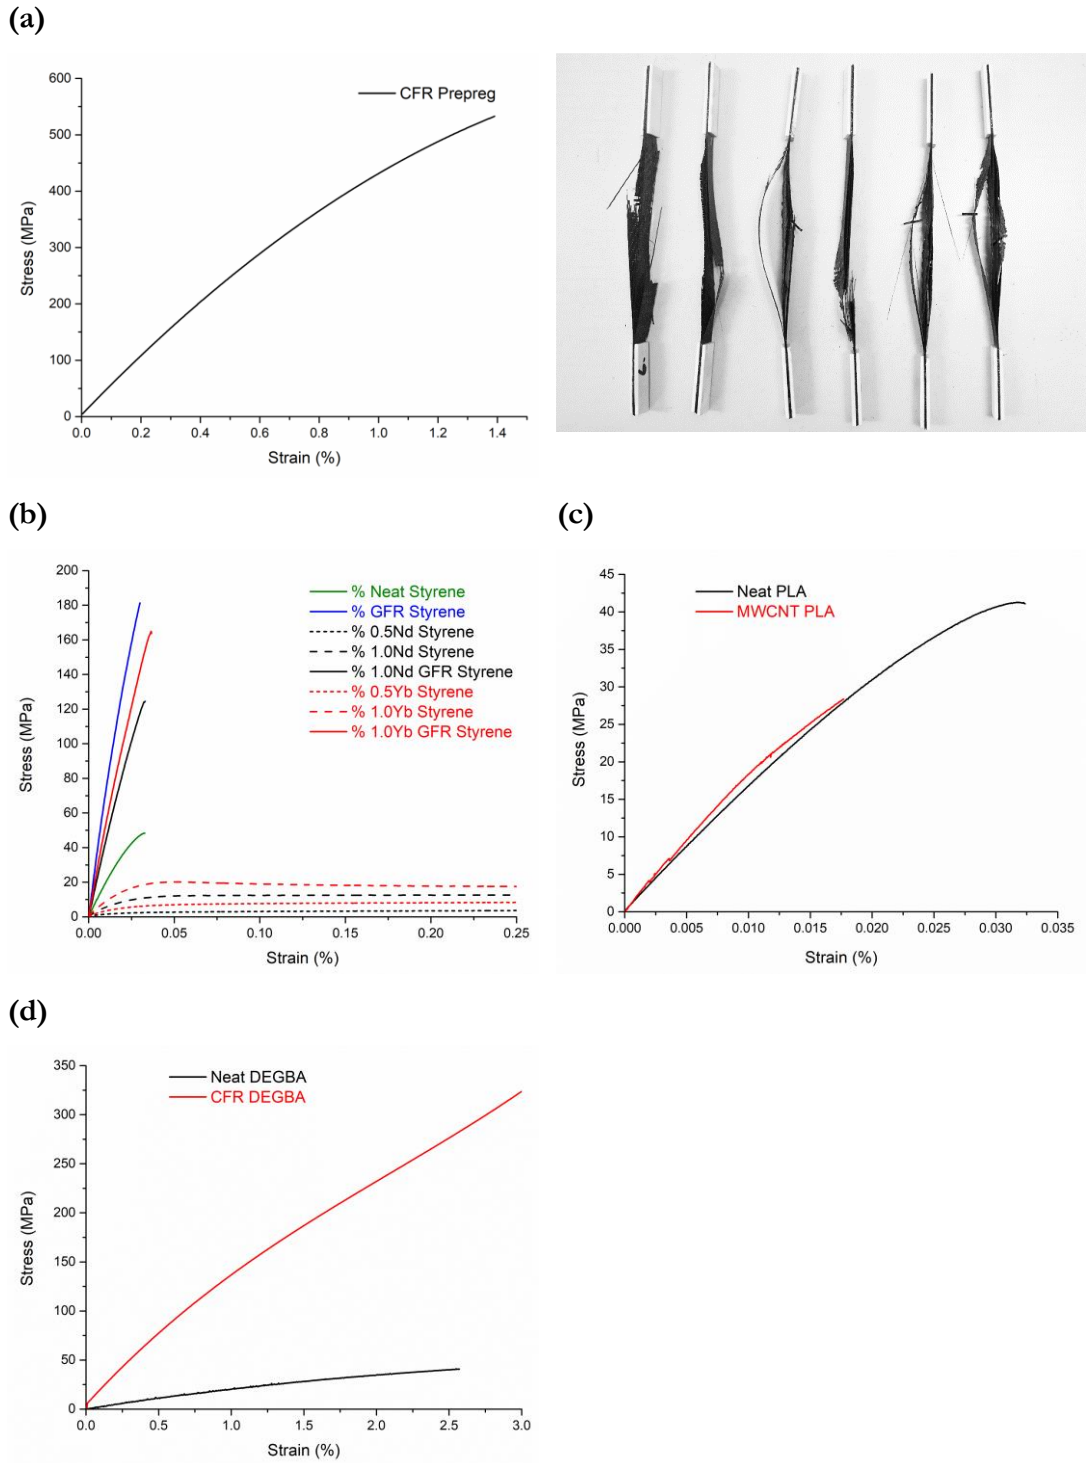 (a)
CFR Prepreg
600
500
400
300
200
100
0
Stress (MPa)
0.0 0.2 0.4 0.6 0.8 1.0 1.2 1.4
Strain (%)
(b)
% Neat Styrene
% GFR Styrene
% 0.5Nd Styrene
% 1.0Nd Styrene
% 1.0Nd GFR Styrene
% 0.5Yb Styrene
% 1.0Yb Styrene
% 1.0Yb GFR Styrene
200
180
160
140
120
100
80
60
40
20
0
Stress (MPa)
0.00 0.05 0.10 0.15 0.20 0.25
Strain (%)
(c)
Neat PLA
MWCNT PLA
45
40
35
30
25
20
15
10
5
0
Stress (MPa)
0.000 0.005 0.010 0.015 0.020 0.025 0.030 0.035
Strain (%)
(d)
Neat DEGBA
CFR DEGBA
350
300
250
200
150
100
50
0
Stress (MPa)
0.0 0.5 1.0 1.5 2.0 2.5 3.0
Strain (%)